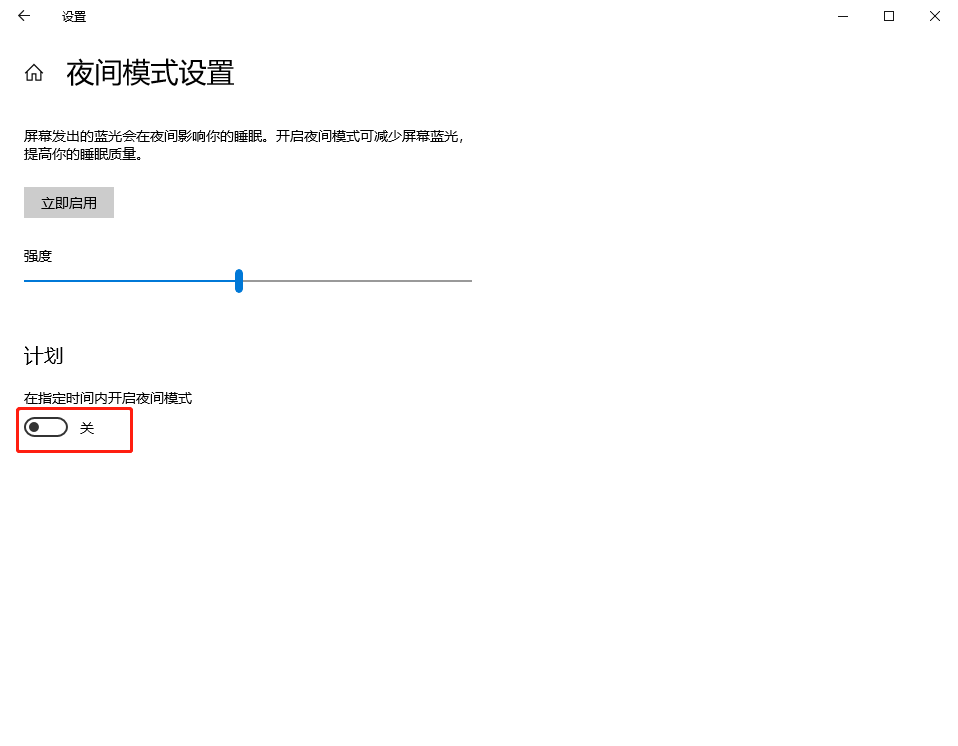 设置
夜间模式设置
屏幕发出的蓝光会在夜间影响你的睡眠。开启夜间模式可减少屏幕蓝光，
提高你的睡眠质量。
立即启用
强度
计划
在指定时间内开启夜间模式
关